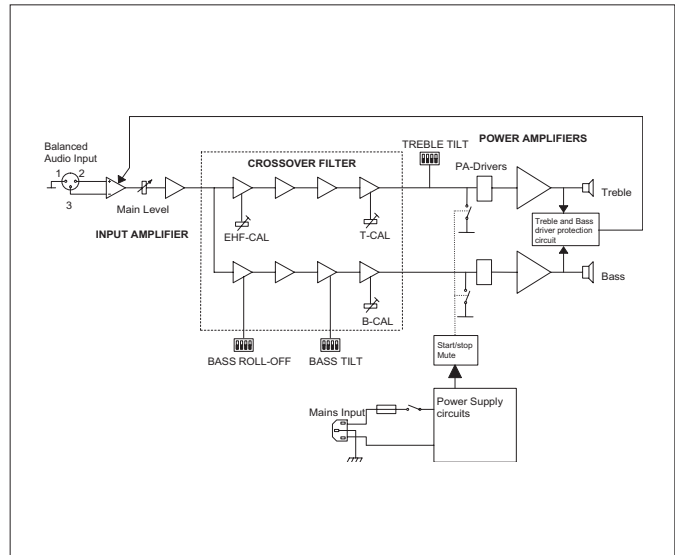 TREBLE TILT
POWER AMPLIFIERS
Balanced
Audio Input
1
2
3
Main Level
INPUT AMPLIFIER
CROSSOVER FILTER
EHF-CAL
T-CAL
PA-Drivers
Treble
Treble and Bass
driver protection
circuit
Bass
B-CAL
BASS ROLL-OFF
BASS TILT
Start/stop
Mute
Mains Input
Power Supply
circuits